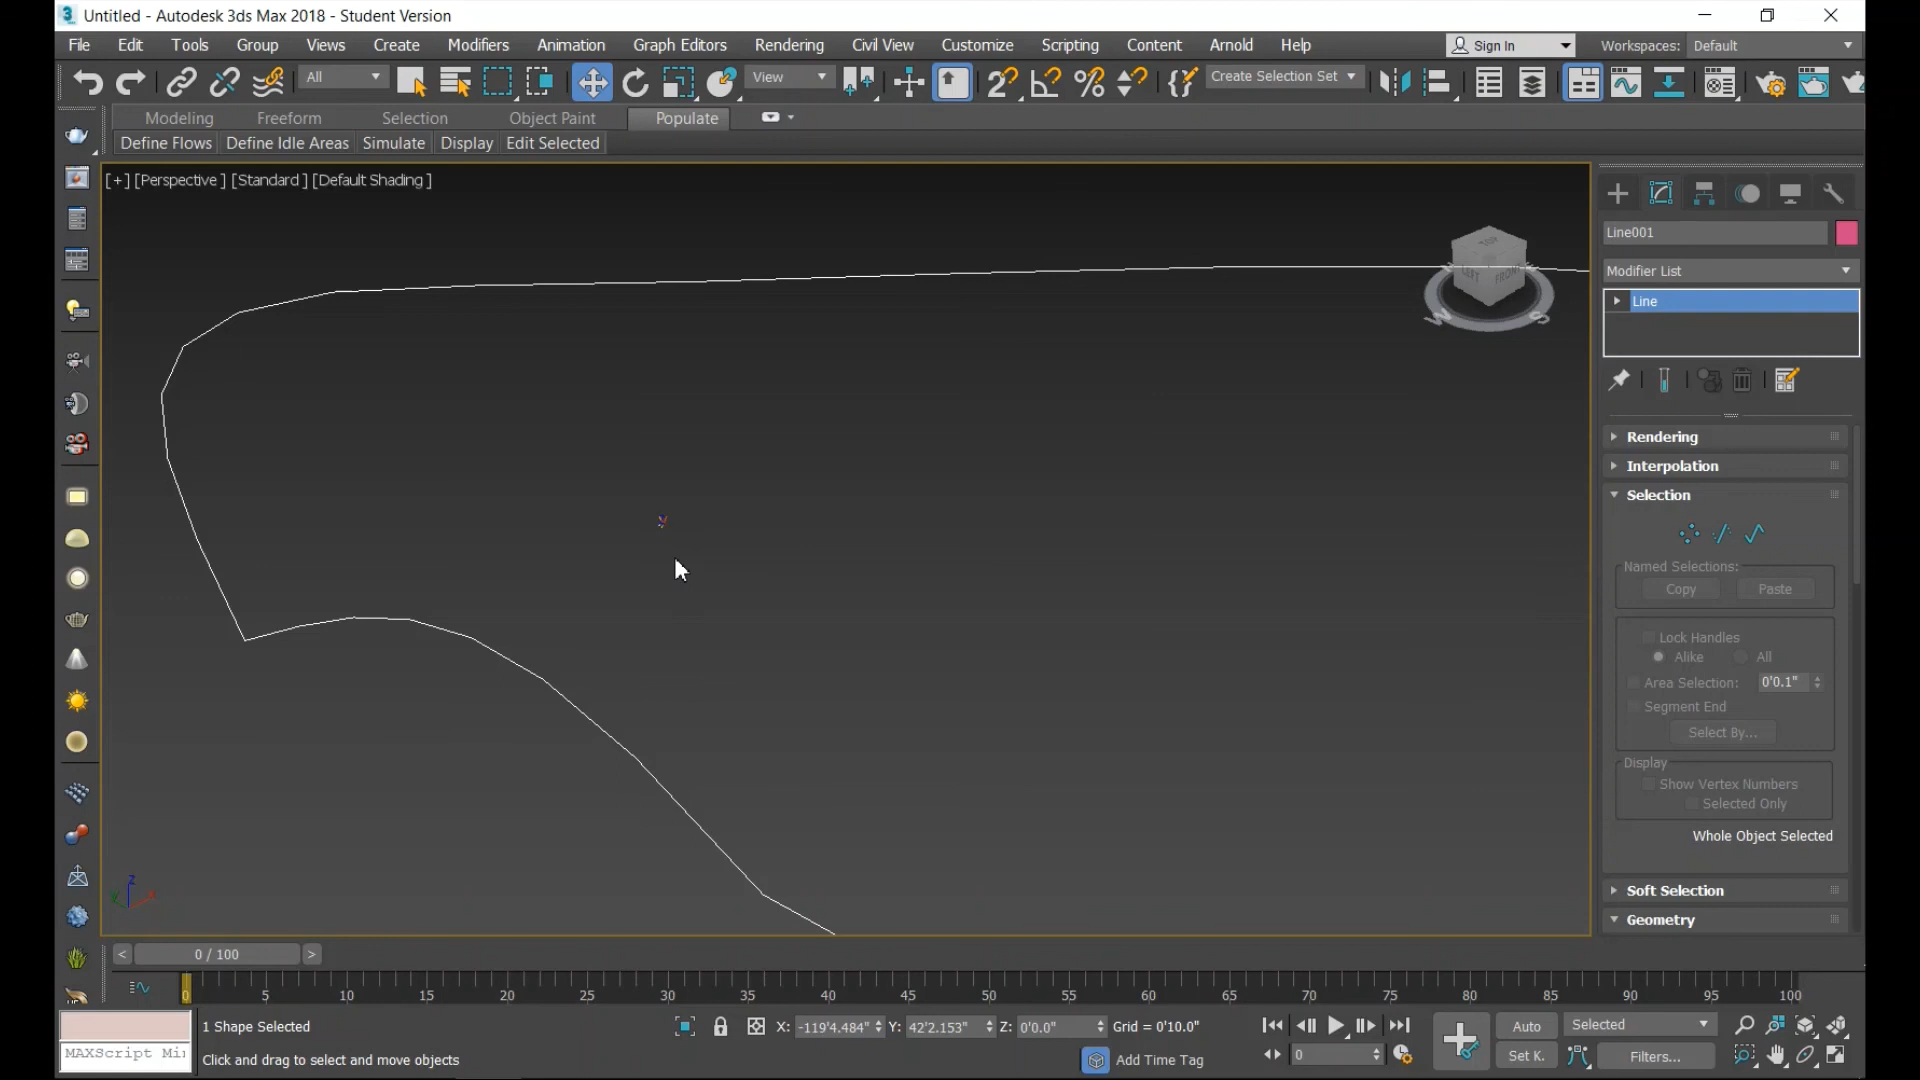 Untitled - Autodesk 3ds Max 2018 - Student Version
File Edit Tools Group Views Create Modifiers Animation Graph Editors Rendering Civil View Customize Scripting Content Arnold Help Sign In Workspaces: Default
All View Create Selection Set
Modeling Freeform Selection Object Paint Populate
Define Flows Define Idle Areas Simulate Display Edit Selected
[+] [Perspective ] [Standard ] [Default Shading ]
TOP
LEFT FRONT
W S
Line001
Modifier List
Line
Rendering
Interpolation
Selection
Named Selections:
Copy Paste
Lock Handles
Alike All
Area Selection: 0'0.1"
Segment End
Select By...
Display
Show Vertex Numbers
Selected Only
Whole Object Selected
Soft Selection
Geometry
z
y x
< 0 / 100 >
0 5 10 15 20 25 30 35 40 45 50 55 60 65 70 75 80 85 90 95 100
1 Shape Selected X: -119'4.484" Y: 42'2.153" Z: 0'0.0" Grid = 0'10.0" Auto Selected
MAXScript Mi: Click and drag to select and move objects Add Time Tag 0 Set K. Filters...